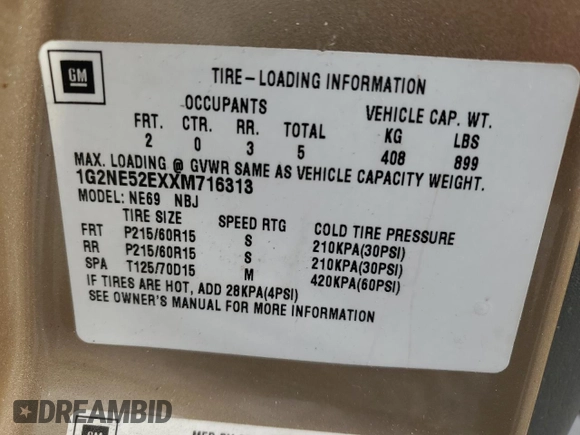 GM
TIRE-LOADING INFORMATION
OCCUPANTS VEHICLE CAP. WT.
FRT. CTR. RR. TOTAL KG LBS
2 0 3 5 408 899
MAX. LOADING @ GVWR SAME AS VEHICLE CAPACITY WEIGHT.
1G2NE52EXXM716313
MODEL: NE69 NBJ
TIRE SIZE SPEED RTG COLD TIRE PRESSURE
FRT P215/60R15 S 210KPA(30PSI)
RR P215/60R15 S 210KPA(30PSI)
SPA T125/70D15 M 420KPA(60PSI)
IF TIRES ARE HOT, ADD 28KPA(4PSI)
SEE OWNER'S MANUAL FOR MORE INFORMATION
DREAMBID
GM